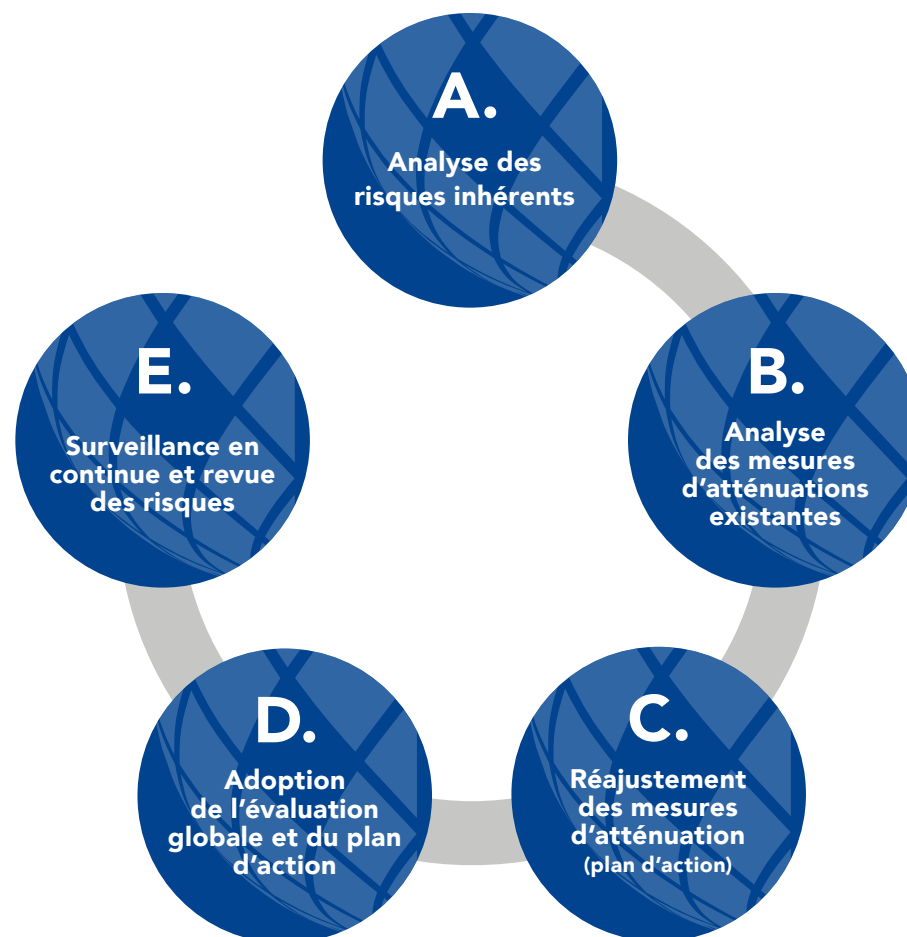 A.
Analyse des
risques inhérents
B.
Analyse
des mesures
d'atténuations
existantes
C.
Réajustement
des mesures
d'atténuation
(plan d'action)
D.
Adoption
de l'évaluation
globale et du plan
d'action
E.
Surveillance en
continue et revue
des risques